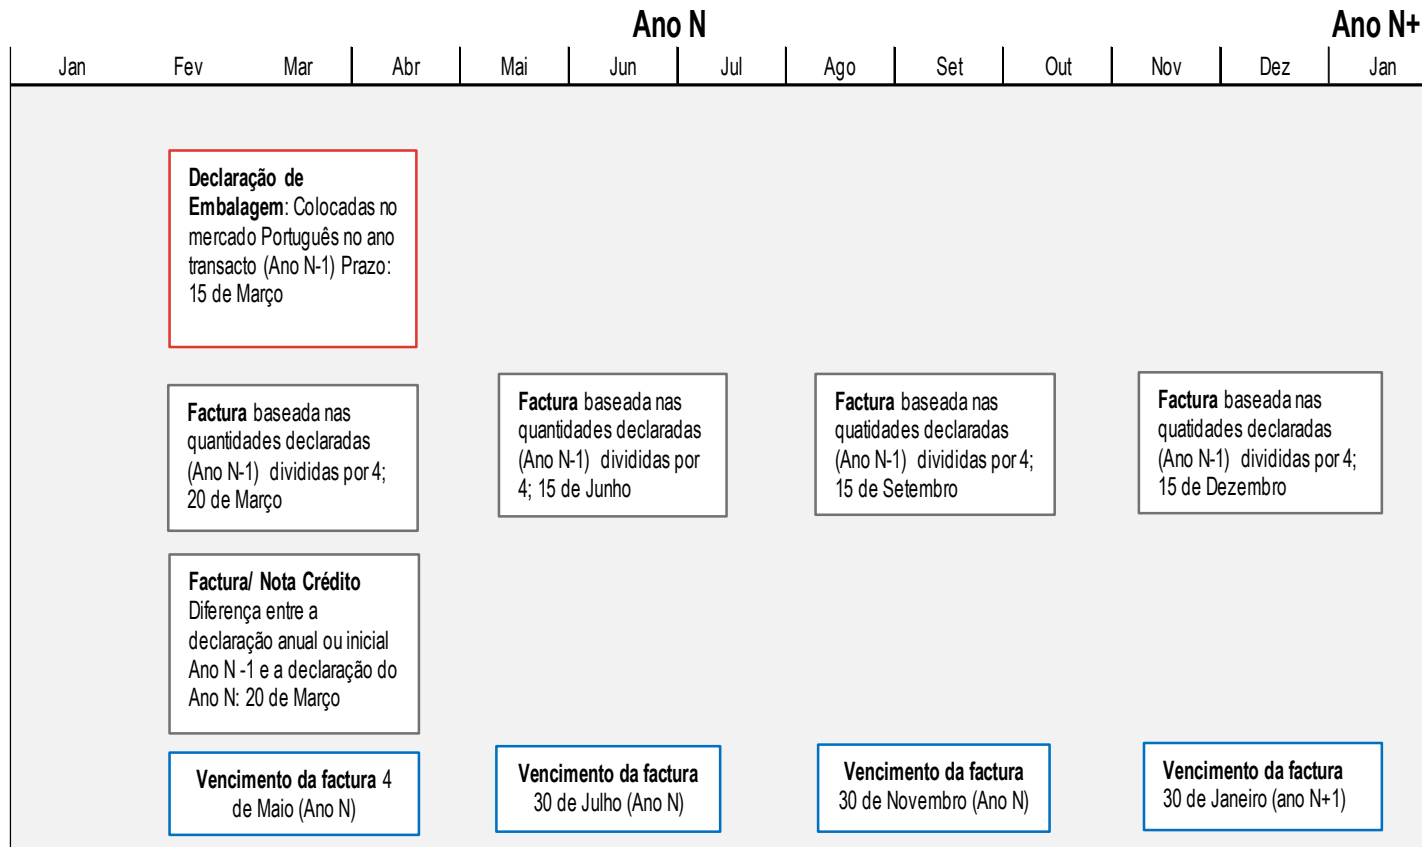 Ano N
Ano N+
Jan Fev Mar Abr Mai Jun Jul Ago Set Out Nov Dez Jan
Declaração de
Embalagem: Colocadas no
mercado Português no ano
transacto (Ano N-1) Prazo:
15 de Março
Factura baseada nas
quantidades declaradas
(Ano N-1) divididas por 4;
20 de Março
Factura baseada nas
quantidades declaradas
(Ano N-1) divididas por
4; 15 de Junho
Factura baseada nas
quatidades declaradas
(Ano N-1) divididas por 4;
15 de Setembro
Factura baseada nas
quatidades declaradas
(Ano N-1) divididas por 4;
15 de Dezembro
Factura/ Nota Crédito
Diferença entre a
declaração anual ou inicial
Ano N -1 e a declaração do
Ano N: 20 de Março
Vencimento da factura 4
de Maio (Ano N)
Vencimento da factura
30 de Julho (Ano N)
Vencimento da factura
30 de Novembro (Ano N)
Vencimento da factura
30 de Janeiro (ano N+1)